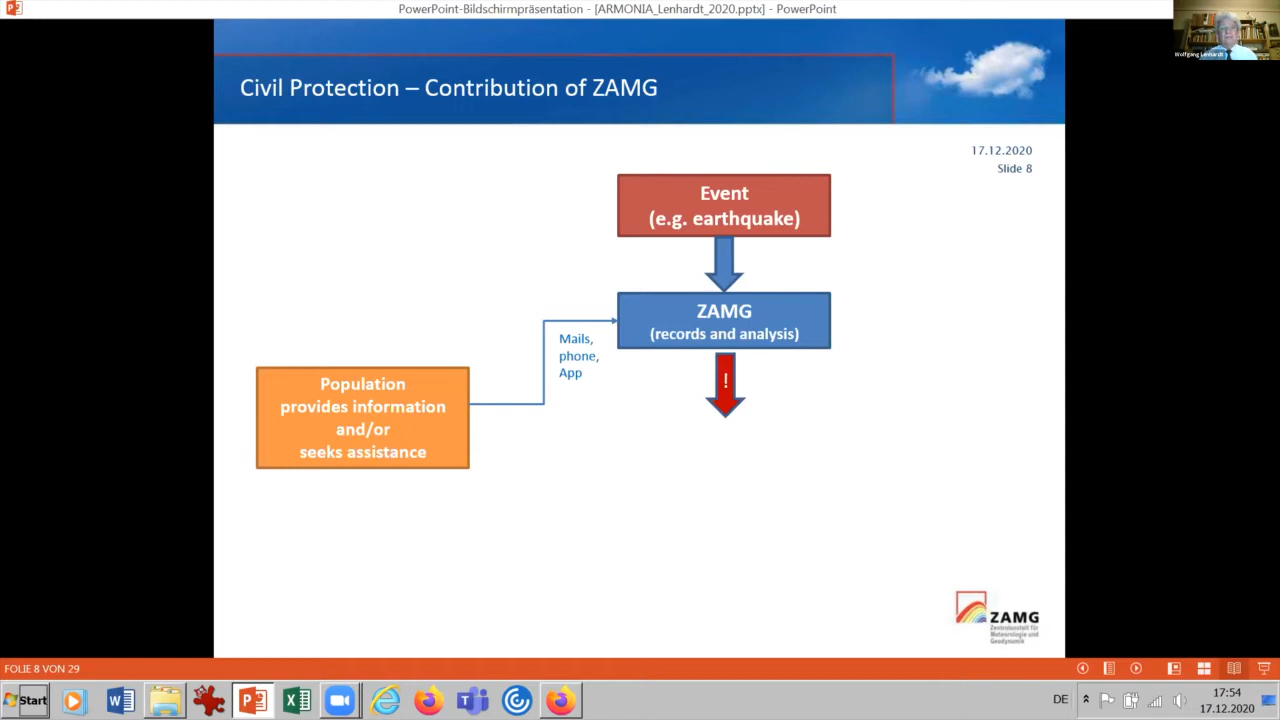 PowerPoint-Bildschirmpräsentation - [ARMONIA_Lenhardt_2020.pptx] - PowerPoint
Wolfgang Lenhardt
Civil Protection – Contribution of ZAMG
17.12.2020
Slide 8
Event
(e.g. earthquake)
ZAMG
(records and analysis)
Mails,
phone,
App
!
Population
provides information
and/or
seeks assistance
ZAMG
Zentralanstalt für
Meteorologie und
Geodynamik
FOLIE 8 VON 29
Start
DE
17:54
17.12.2020